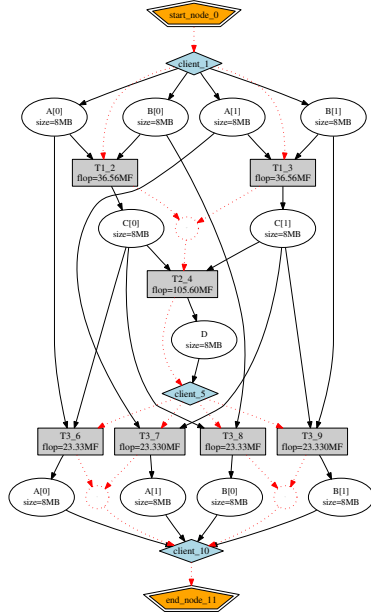 start_node_0
client_1
A[0]
size=8MB
B[0]
size=8MB
A[1]
size=8MB
B[1]
size=8MB
T1_2
flop=36.56MF
T1_3
flop=36.56MF
C[0]
size=8MB
C[1]
size=8MB
T2_4
flop=105.60MF
D
size=8MB
client_5
T3_6
flop=23.33MF
T3_7
flop=23.330MF
T3_8
flop=23.33MF
T3_9
flop=23.330MF
A[0]
size=8MB
A[1]
size=8MB
B[0]
size=8MB
B[1]
size=8MB
client_10
end_node_11